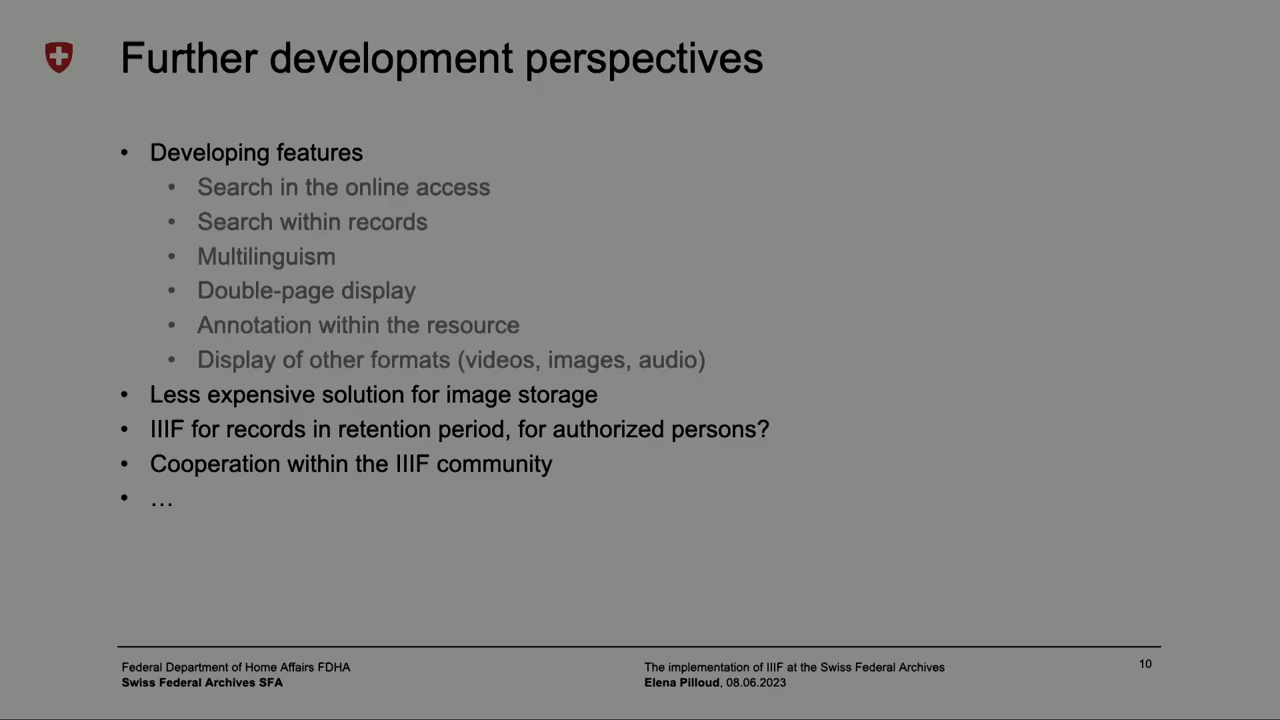 Further development perspectives
• Developing features
• Search in the online access
• Search within records
• Multilinguism
• Double-page display
• Annotation within the resource
• Display of other formats (videos, images, audio)
• Less expensive solution for image storage
• IIIF for records in retention period, for authorized persons?
• Cooperation within the IIIF community
• …
Federal Department of Home Affairs FDHA
Swiss Federal Archives SFA
The implementation of IIIF at the Swiss Federal Archives
Elena Pilloud, 08.06.2023
10